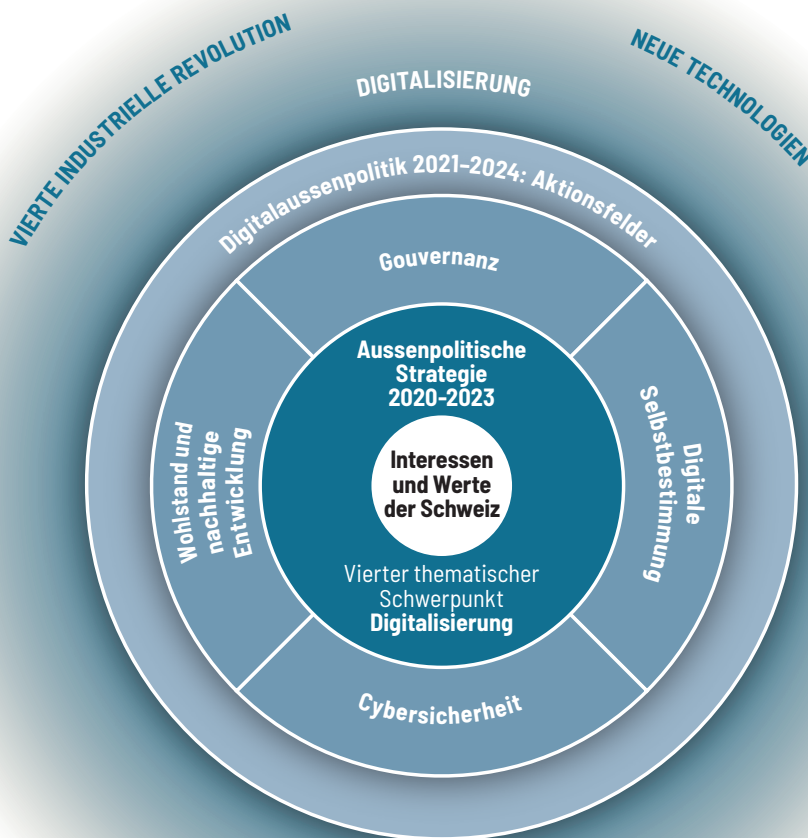 VIERTE INDUSTRIELLE REVOLUTION
DIGITALISIERUNG
NEUE TECHNOLOGIEN
Digitalaussenpolitik 2021–2024: Aktionsfelder
Gouvernanz
Aussenpolitische
Strategie
2020-2023
Interessen
und Werte
der Schweiz
Vierter thematischer
Schwerpunkt
Digitalisierung
Wohlstand und
nachhaltige
Entwicklung
Digitale
Selbstbestimmung
Cybersicherheit